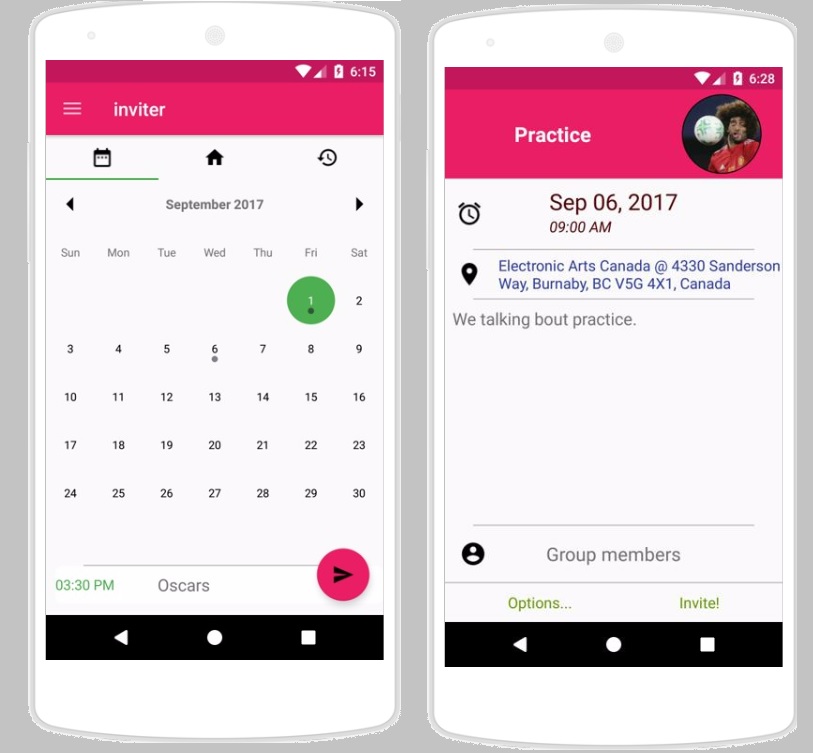 6:15
inviter
September 2017
Sun Mon Tue Wed Thu Fri Sat
1 2
3 4 5 6 7 8 9
10 11 12 13 14 15 16
17 18 19 20 21 22 23
24 25 26 27 28 29 30
03:30 PM Oscars
6:28
Practice
Sep 06, 2017
09:00 AM
Electronic Arts Canada @ 4330 Sanderson
Way, Burnaby, BC V5G 4X1, Canada
We talking bout practice.
Group members
Options... Invite!